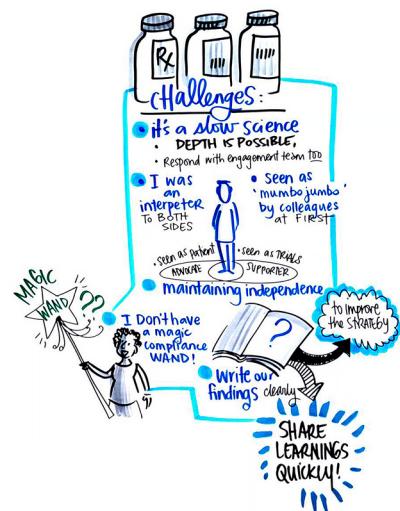 Rx
cHallenges:
it's a slow science
• DEPTH IS POSSIBLE,
• Respond with engagement team too
I was
an
interpeter
TO BOTH
SIDES
• seen as
'mumbo jumbo'
by colleagues
at FIRST
• seen as patient
ADVOCATE
• seen as TRIALS
SUPPORTER
maintaining independence
MAGIC
WAND
??
I DON'T have
a magic
compliance
WAND!
?
to improve
the STRATEGY
Write our
findings clearly
SHARE
LEARNINGS
QUICKLY!